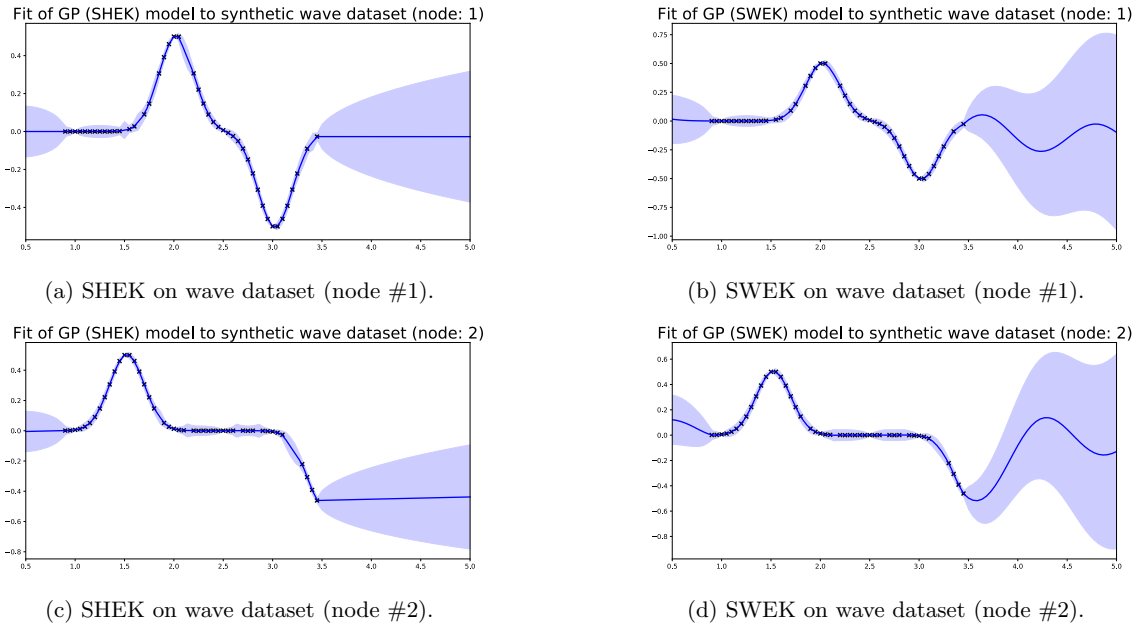 Fit of GP (SHEK) model to synthetic wave dataset (node: 1)
0.4
0.2
0.0
−0.2
−0.4
0.5 1.0 1.5 2.0 2.5 3.0 3.5 4.0 4.5 5.0
(a) SHEK on wave dataset (node #1).
Fit of GP (SWEK) model to synthetic wave dataset (node: 1)
0.75
0.50
0.25
0.00
−0.25
−0.50
−0.75
−1.00
0.5 1.0 1.5 2.0 2.5 3.0 3.5 4.0 4.5 5.0
(b) SWEK on wave dataset (node #1).
Fit of GP (SHEK) model to synthetic wave dataset (node: 2)
0.4
0.2
0.0
−0.2
−0.4
−0.6
−0.8
0.5 1.0 1.5 2.0 2.5 3.0 3.5 4.0 4.5 5.0
(c) SHEK on wave dataset (node #2).
Fit of GP (SWEK) model to synthetic wave dataset (node: 2)
0.6
0.4
0.2
0.0
−0.2
−0.4
−0.6
−0.8
0.5 1.0 1.5 2.0 2.5 3.0 3.5 4.0 4.5 5.0
(d) SWEK on wave dataset (node #2).